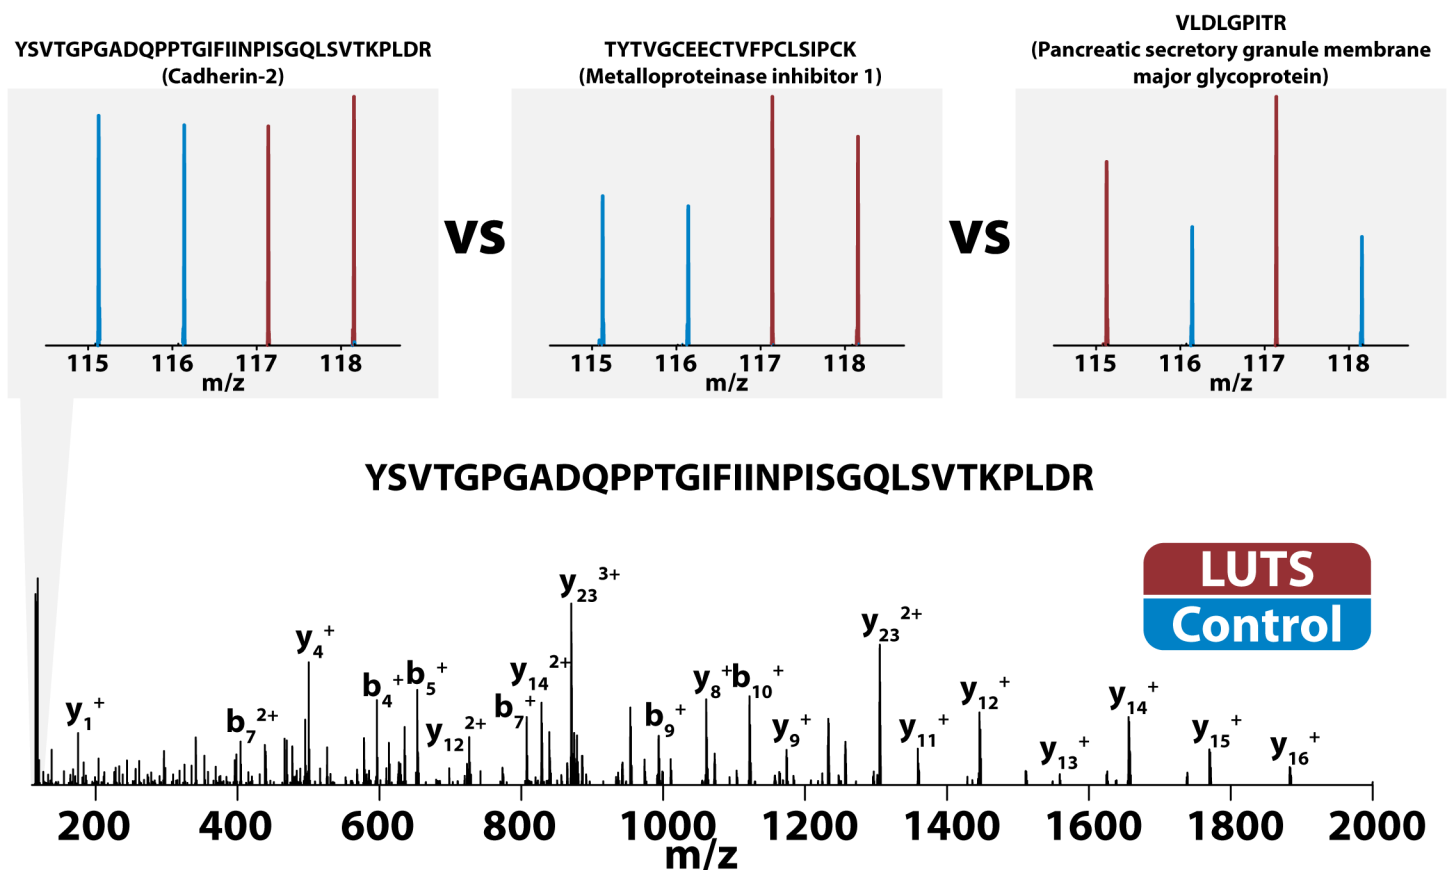 YSVTGPGADQPPTGIFIINPISGQLSVTKPLDR
(Cadherin-2)
TYTVGCEECTVFPCLSIPCK
(Metalloproteinase inhibitor 1)
VLDLGPITR
(Pancreatic secretory granule membrane
major glycoprotein)
vs
vs
115 116 117 118
m/z
115 116 117 118
m/z
115 116 117 118
m/z
YSVTGPGADQPPTGIFIINPISGQLSVTKPLDR
LUTS
Control
y1+
b7 2+
y4+
b4+
b5+
y12 2+
b7+
y14 2+
y23 3+
b9+
y8+
b10+
y9+
y23 2+
y11+
y12+
y13+
y14+
y15+
y16+
200 400 600 800 1000 1200 1400 1600 1800 2000
m/z